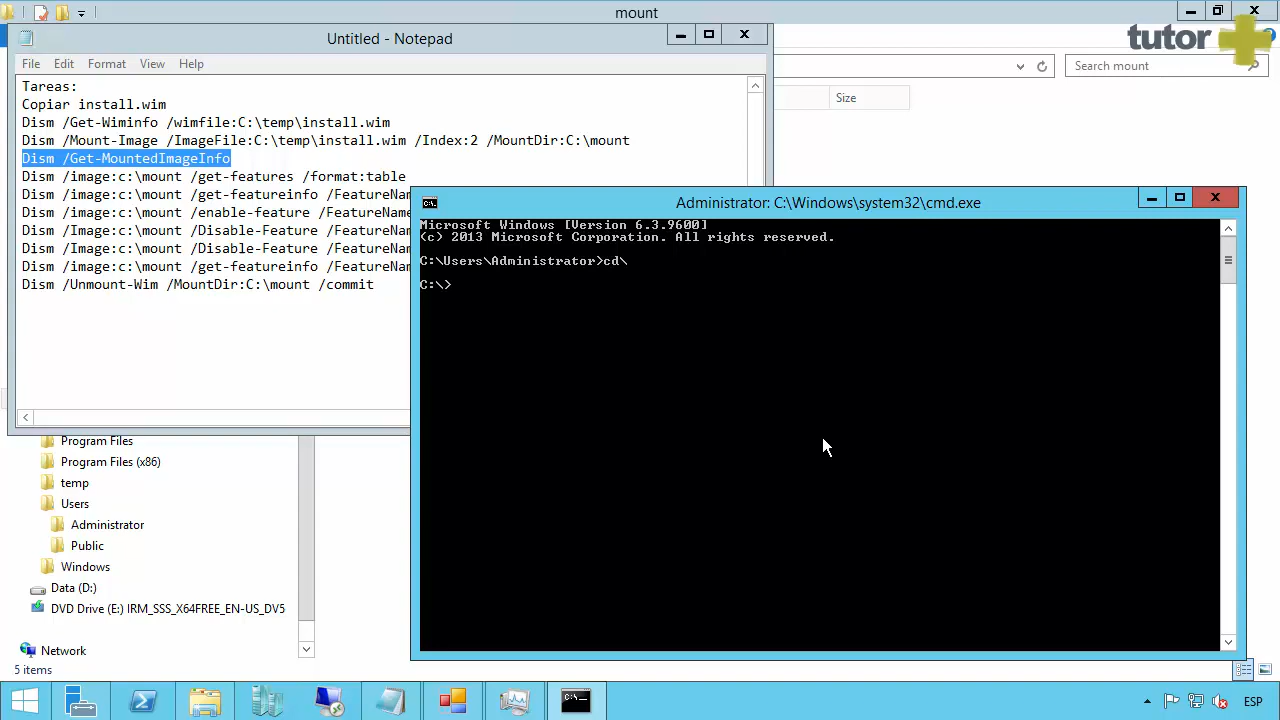 mount
tutor
Untitled - Notepad
File Edit Format View Help
Search mount
Size
Tareas:
Copiar install.wim
Dism /Get-Wiminfo /wimfile:C:\temp\install.wim
Dism /Mount-Image /ImageFile:C:\temp\install.wim /Index:2 /MountDir:C:\mount
Dism /Get-MountedImageInfo
Dism /image:c:\mount /get-features /format:table
Dism /image:c:\mount /get-featureinfo /FeatureNam
Dism /image:c:\mount /enable-feature /FeatureName
Dism /image:c:\mount /Disable-Feature /FeatureNam
Dism /image:c:\mount /Disable-Feature /FeatureNam
Dism /image:c:\mount /get-featureinfo /FeatureNam
Dism /Unmount-Wim /MountDir:C:\mount /commit
Administrator: C:\Windows\system32\cmd.exe
Microsoft Windows [Version 6.3.9600]
(c) 2013 Microsoft Corporation. All rights reserved.
C:\Users\Administrator>cd\
C:\>
Program Files
Program Files (x86)
temp
Users
Administrator
Public
Windows
Data (D:)
DVD Drive (E:) IRM_SSS_X64FREE_EN-US_DV5
Network
5 items
ESP